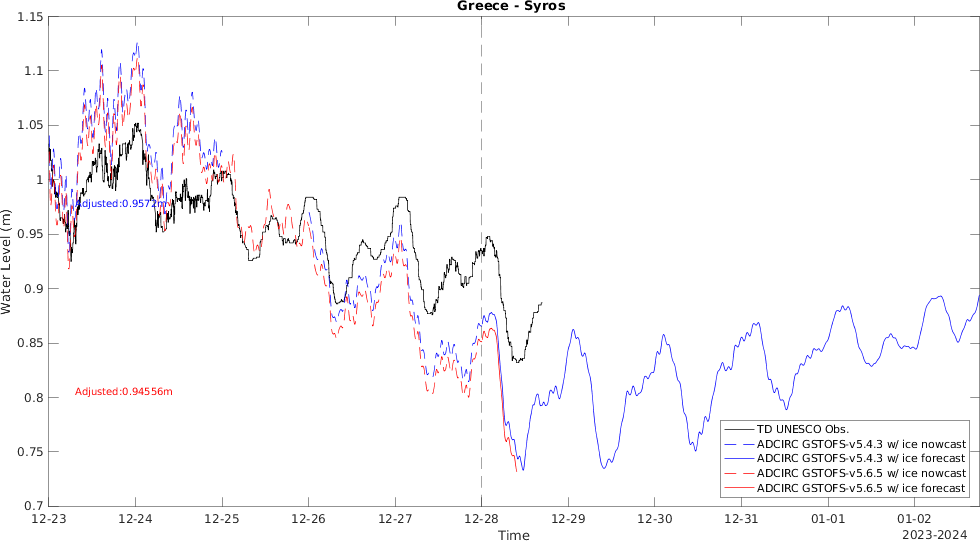 Greece - Syros
1.15
1.1
1.05
1
0.95
0.9
0.85
0.8
0.75
0.7
Water Level (m)
Adjusted:0.9572m
Adjusted:0.94556m
TD UNESCO Obs.
ADCIRC GSTOFS-v5.4.3 w/ ice nowcast
ADCIRC GSTOFS-v5.4.3 w/ ice forecast
ADCIRC GSTOFS-v5.6.5 w/ ice nowcast
ADCIRC GSTOFS-v5.6.5 w/ ice forecast
12-23 12-24 12-25 12-26 12-27 12-28 12-29 12-30 12-31 01-01 01-02
Time
2023-2024